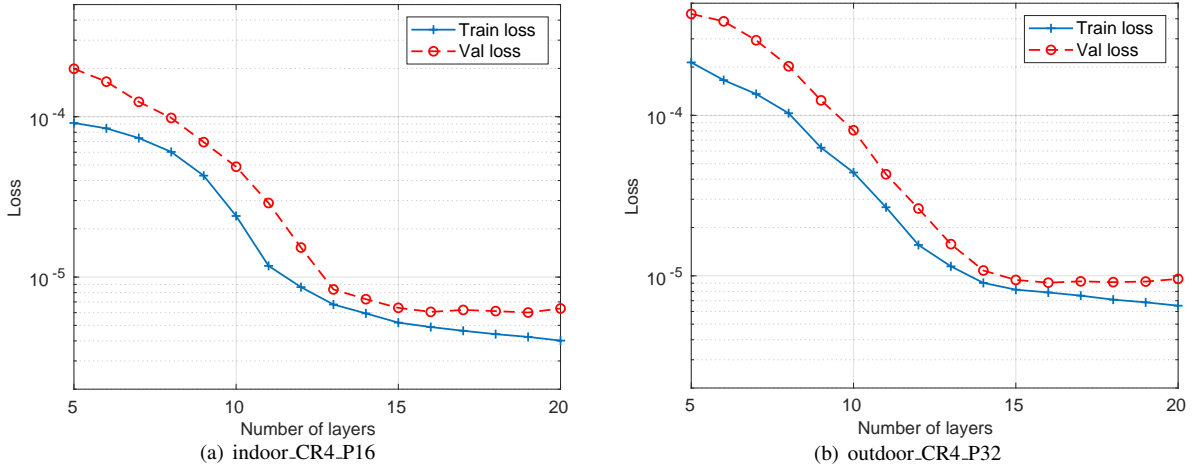 Train loss
Val loss
10^-4
10^-5
Loss
5
10
15
20
Number of layers
(a) indoor_CR4_P16
Train loss
Val loss
10^-4
10^-5
Loss
5
10
15
20
Number of layers
(b) outdoor_CR4_P32